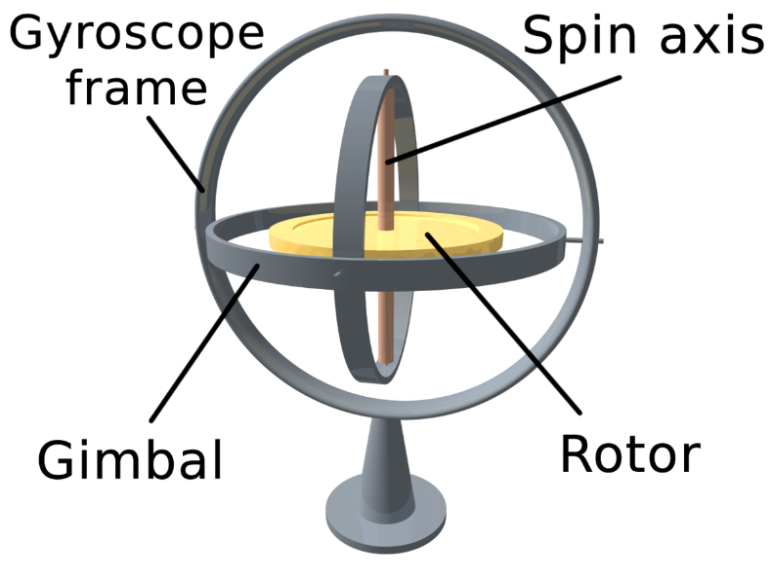 Gyroscope
frame
Spin axis
Gimbal
Rotor